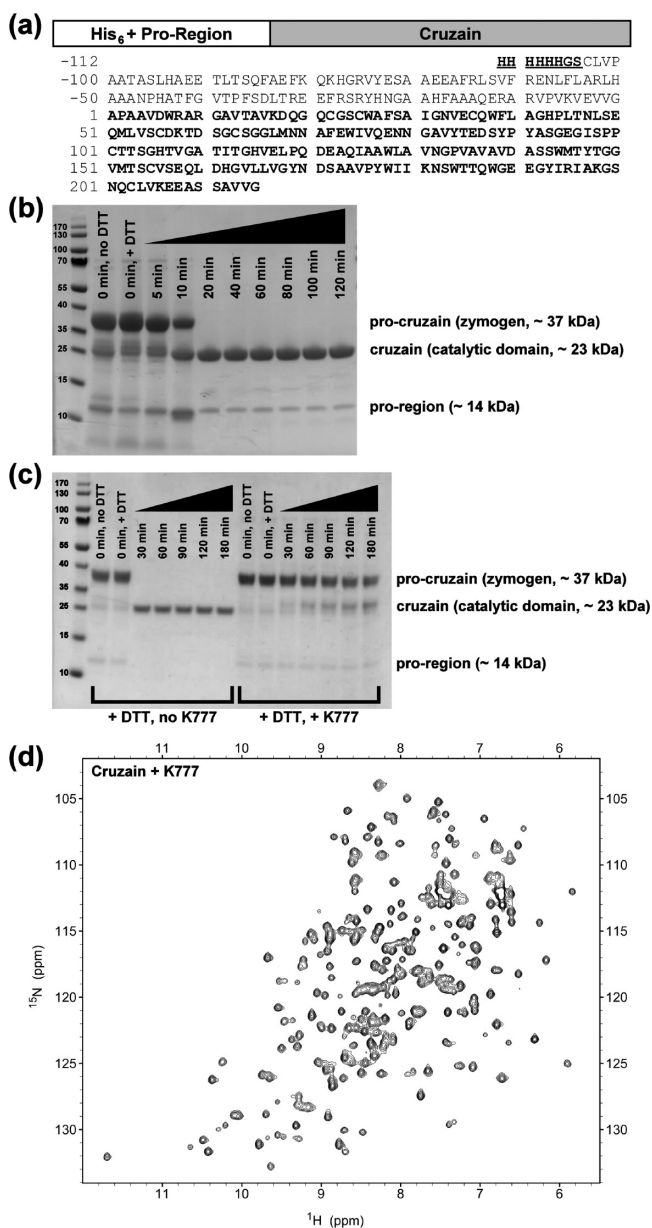 (a)
His6 + Pro-Region Cruzain
-112 HH HHHHGSCLVP
-100 AATASLHAEE TLTSQFAEFK QKHGRVYESA AEEAFRLSVF RENLFLARLH
-50 AAANPHATFG VTPFSDLTRE EFRSRYHNGA AHFAAAQERA RVPVKVEVVG
1 APAAVDWRAR GAVTAVKDQG QCGSCWAFSA IGNVECQWFL AGHPLTNLSE
51 QMLVSCDKTD SGCSGGLMNN AFEWIVQENN GAVYTEDSYP YASGEGISPP
101 CTTSGHTVGA TITGHVELPQ DEAQIAAWLA VNGPVAVAVD ASSWMTYTGG
151 VMTSCVSEQL DHGVLLVGYN DSAAVPYWII KNSWTTQWGE EGYIRIAKGS
201 NQCLVKEEAS SAVVG
(b)
170
130
100
70
55
40
35
25
15
10
0 min, no DTT
0 min, + DTT
5 min
10 min
20 min
40 min
60 min
80 min
100 min
120 min
pro-cruzain (zymogen, ~ 37 kDa)
cruzain (catalytic domain, ~ 23 kDa)
pro-region (~ 14 kDa)
(c)
170
130
100
70
55
40
35
25
15
10
0 min, no DTT
0 min, + DTT
30 min
60 min
90 min
120 min
180 min
0 min, no DTT
0 min, + DTT
30 min
60 min
90 min
120 min
180 min
pro-cruzain (zymogen, ~ 37 kDa)
cruzain (catalytic domain, ~ 23 kDa)
pro-region (~ 14 kDa)
+ DTT, no K777
+ DTT, + K777
(d)
11 10 9 8 7 6
Cruzain + K777
105 105
110 110
115 115
120 120
125 125
130 130
15N (ppm)
11 10 9 8 7 6
1H (ppm)